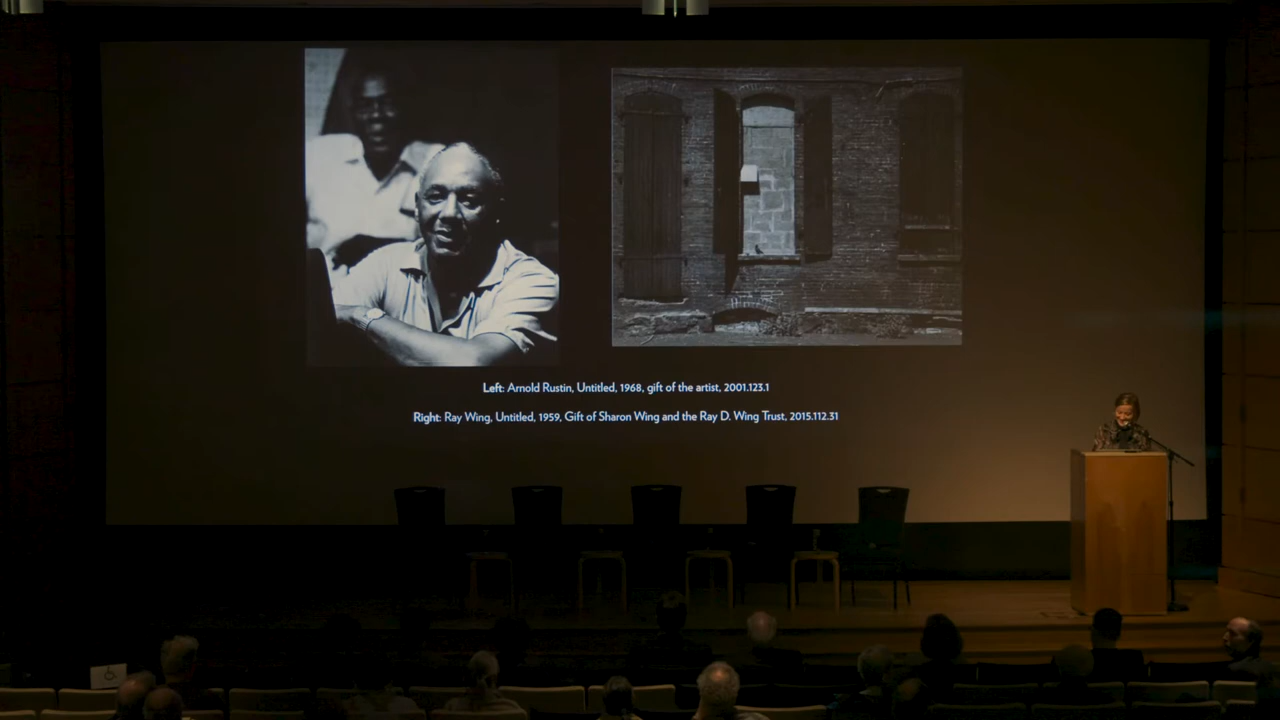 Left: Arnold Rustin, Untitled, 1968, gift of the artist, 2001.123.1
Right: Ray Wing, Untitled, 1959, Gift of Sharon Wing and the Ray D. Wing Trust, 2015.112.31